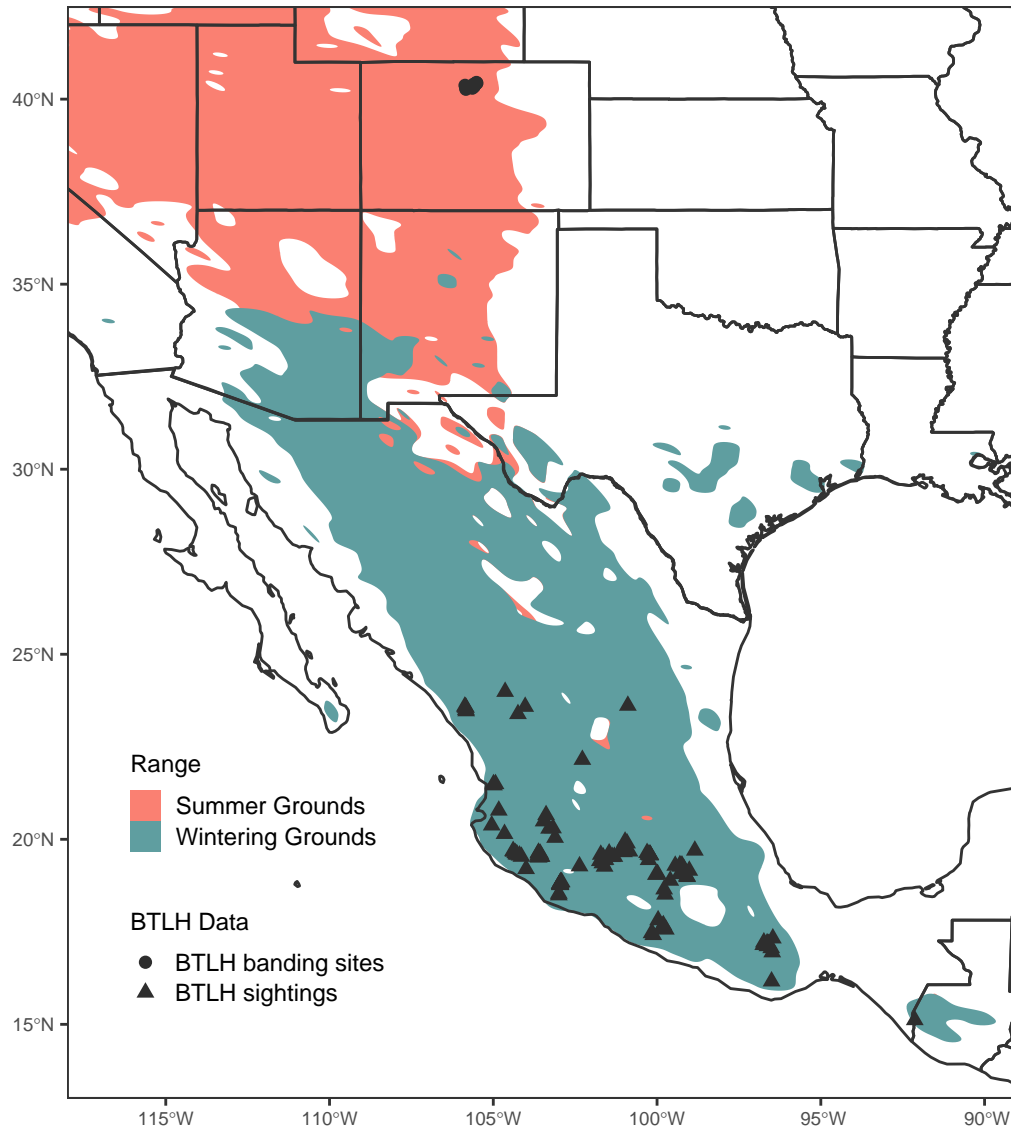 40°N
35°N
30°N
25°N
20°N
15°N
Range
Summer Grounds
Wintering Grounds
BTLH Data
BTLH banding sites
BTLH sightings
115°W
110°W
105°W
100°W
95°W
90°W